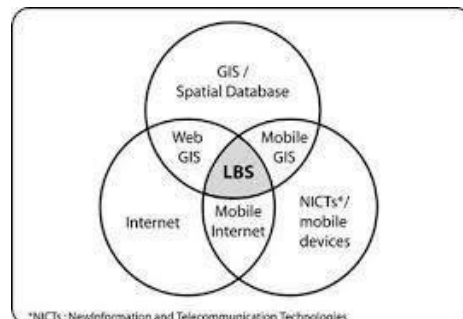 GIS /
Spatial Database
Web
GIS
Mobile
GIS
LBS
Internet
Mobile
Internet
NICTs*/
mobile
devices
*NICTs : NewInformation and Telecommunication Technologies